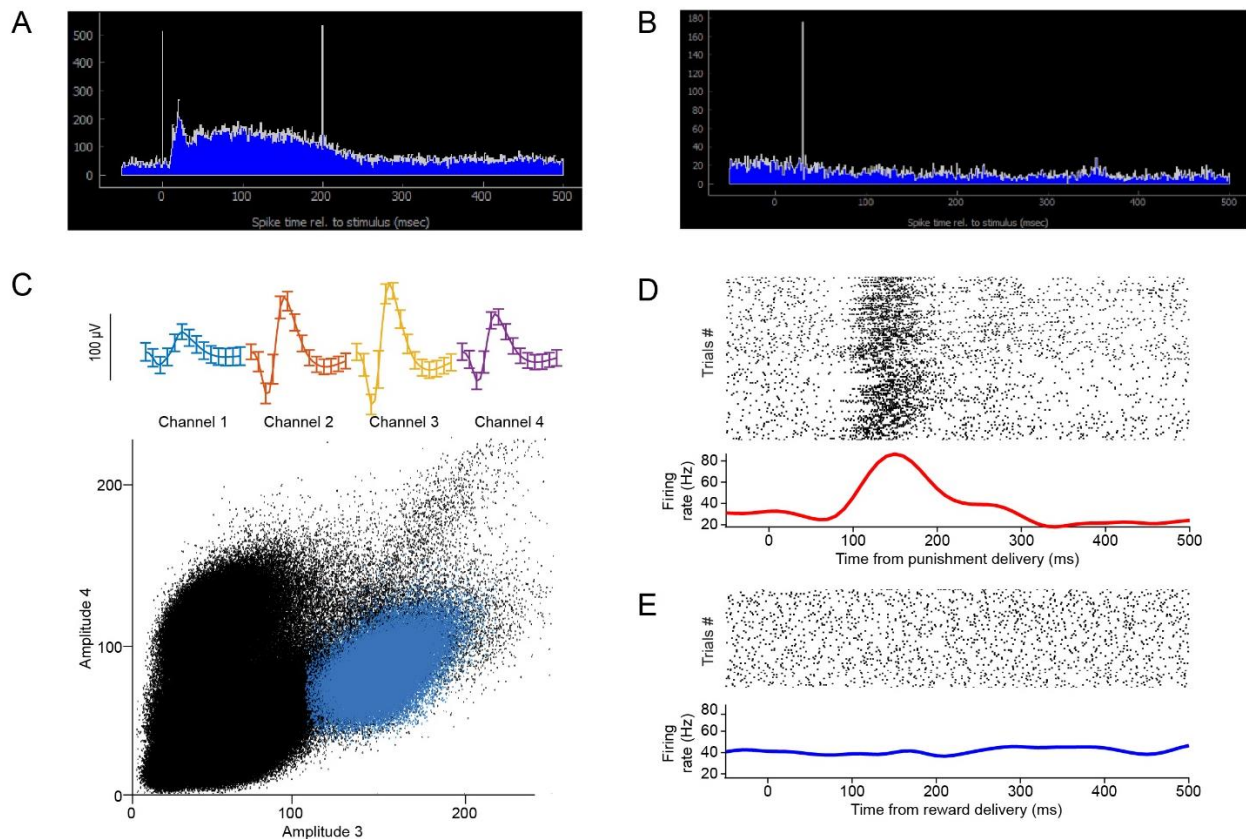 A
500
400
300
200
100
0
0
100
200
300
400
500
Spike time rel. to stimulus (msec)
B
180
160
140
120
100
80
60
40
20
0
0
100
200
300
400
500
Spike time rel. to stimulus (msec)
C
100 µV
Channel 1
Channel 2
Channel 3
Channel 4
Amplitude 4
200
100
0
0
100
200
Amplitude 3
D
Trials #
Firing
rate (Hz)
80
60
40
20
0
100
200
300
400
500
Time from punishment delivery (ms)
E
Trials #
Firing
rate (Hz)
80
60
40
20
0
100
210
300
400
500
Time from reward delivery (ms)